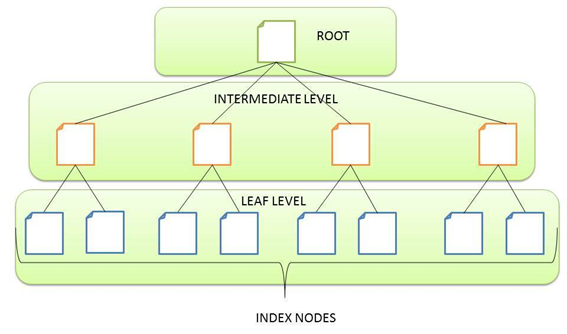 ROOT
INTERMEDIATE LEVEL
LEAF LEVEL
INDEX NODES